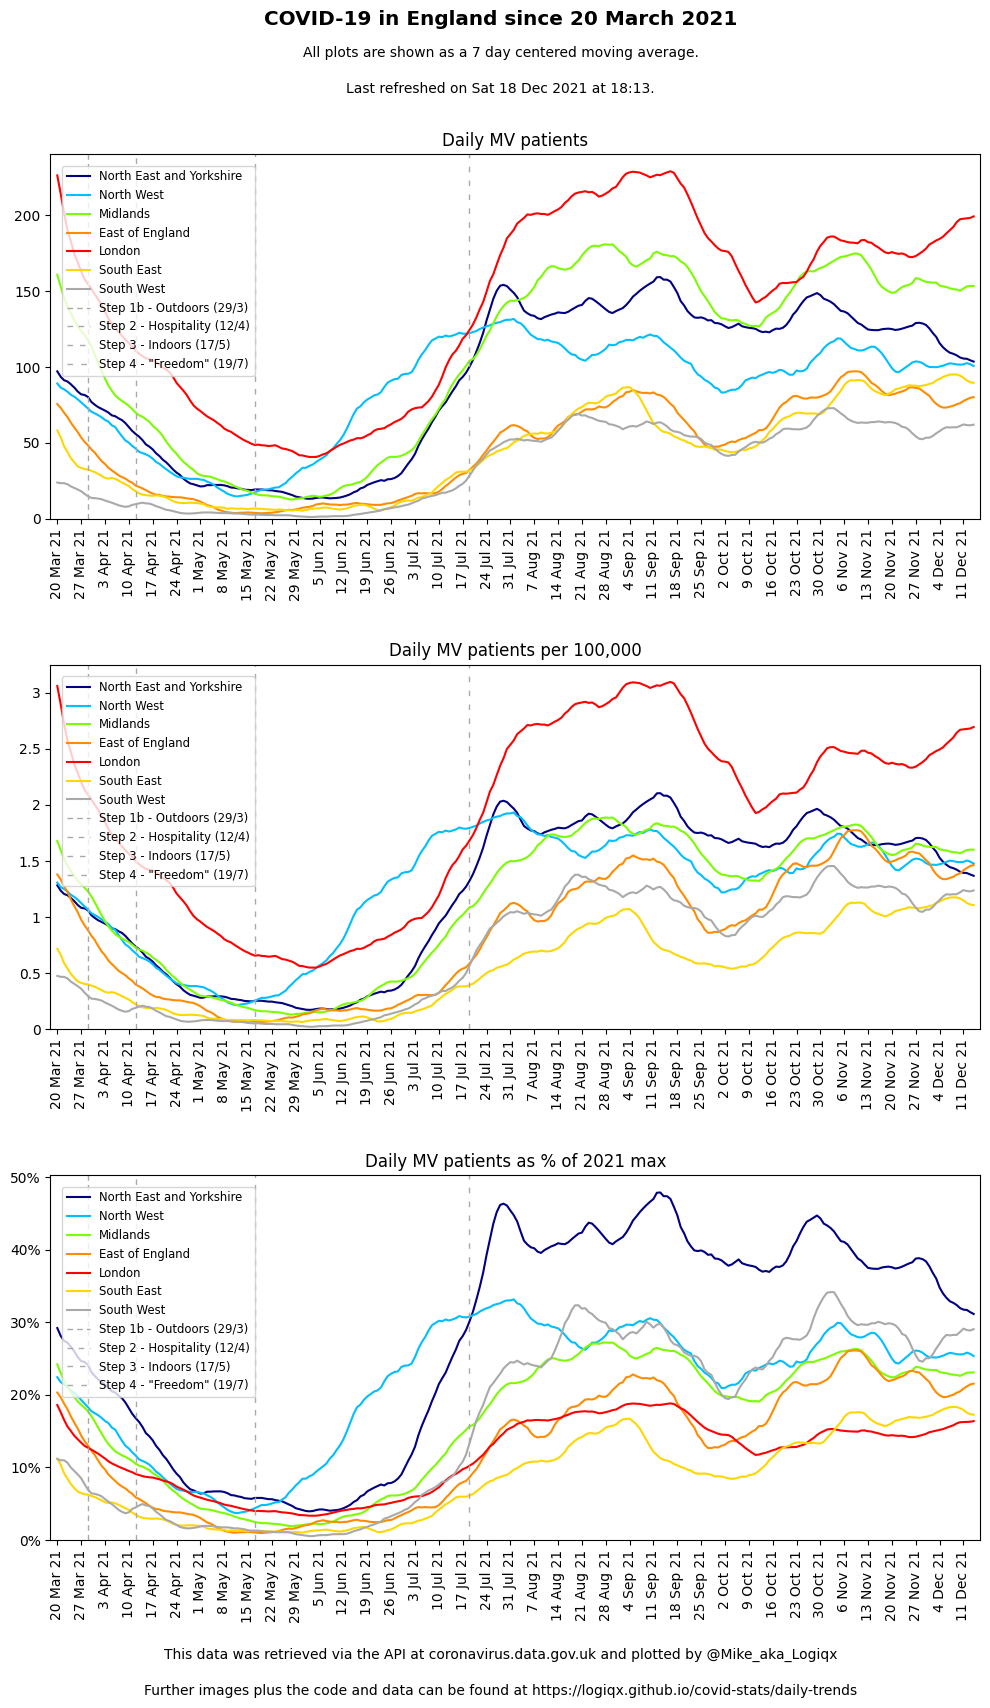 COVID-19 in England since 20 March 2021
All plots are shown as a 7 day centered moving average.
Last refreshed on Sat 18 Dec 2021 at 18:13.
Daily MV patients
200
150
100
50
0
North East and Yorkshire
North West
Midlands
East of England
London
South East
South West
Step 1b - Outdoors (29/3)
Step 2 - Hospitality (12/4)
Step 3 - Indoors (17/5)
Step 4 - "Freedom" (19/7)
20 Mar 21
27 Mar 21
3 Apr 21
10 Apr 21
17 Apr 21
24 Apr 21
1 May 21
8 May 21
15 May 21
22 May 21
29 May 21
5 Jun 21
12 Jun 21
19 Jun 21
26 Jun 21
3 Jul 21
10 Jul 21
17 Jul 21
24 Jul 21
31 Jul 21
7 Aug 21
14 Aug 21
21 Aug 21
28 Aug 21
4 Sep 21
11 Sep 21
18 Sep 21
25 Sep 21
2 Oct 21
9 Oct 21
16 Oct 21
23 Oct 21
30 Oct 21
6 Nov 21
13 Nov 21
20 Nov 21
27 Nov 21
4 Dec 21
11 Dec 21
Daily MV patients per 100,000
3
2.5
2
1.5
1
0.5
0
North East and Yorkshire
North West
Midlands
East of England
London
South East
South West
Step 1b - Outdoors (29/3)
Step 2 - Hospitality (12/4)
Step 3 - Indoors (17/5)
Step 4 - "Freedom" (19/7)
20 Mar 21
27 Mar 21
3 Apr 21
10 Apr 21
17 Apr 21
24 Apr 21
1 May 21
8 May 21
15 May 21
22 May 21
29 May 21
5 Jun 21
12 Jun 21
19 Jun 21
26 Jun 21
3 Jul 21
10 Jul 21
17 Jul 21
24 Jul 21
31 Jul 21
7 Aug 21
14 Aug 21
21 Aug 21
28 Aug 21
4 Sep 21
11 Sep 21
18 Sep 21
25 Sep 21
2 Oct 21
9 Oct 21
16 Oct 21
23 Oct 21
30 Oct 21
6 Nov 21
13 Nov 21
20 Nov 21
27 Nov 21
4 Dec 21
11 Dec 21
Daily MV patients as % of 2021 max
50%
40%
30%
20%
10%
0%
North East and Yorkshire
North West
Midlands
East of England
London
South East
South West
Step 1b - Outdoors (29/3)
Step 2 - Hospitality (12/4)
Step 3 - Indoors (17/5)
Step 4 - "Freedom" (19/7)
20 Mar 21
27 Mar 21
3 Apr 21
10 Apr 21
17 Apr 21
24 Apr 21
1 May 21
8 May 21
15 May 21
22 May 21
29 May 21
5 Jun 21
12 Jun 21
19 Jun 21
26 Jun 21
3 Jul 21
10 Jul 21
17 Jul 21
24 Jul 21
31 Jul 21
7 Aug 21
14 Aug 21
21 Aug 21
28 Aug 21
4 Sep 21
11 Sep 21
18 Sep 21
25 Sep 21
2 Oct 21
9 Oct 21
16 Oct 21
23 Oct 21
30 Oct 21
6 Nov 21
13 Nov 21
20 Nov 21
27 Nov 21
4 Dec 21
11 Dec 21
This data was retrieved via the API at coronavirus.data.gov.uk and plotted by @Mike_aka_Logiqx
Further images plus the code and data can be found at https://logiqx.github.io/covid-stats/daily-trends